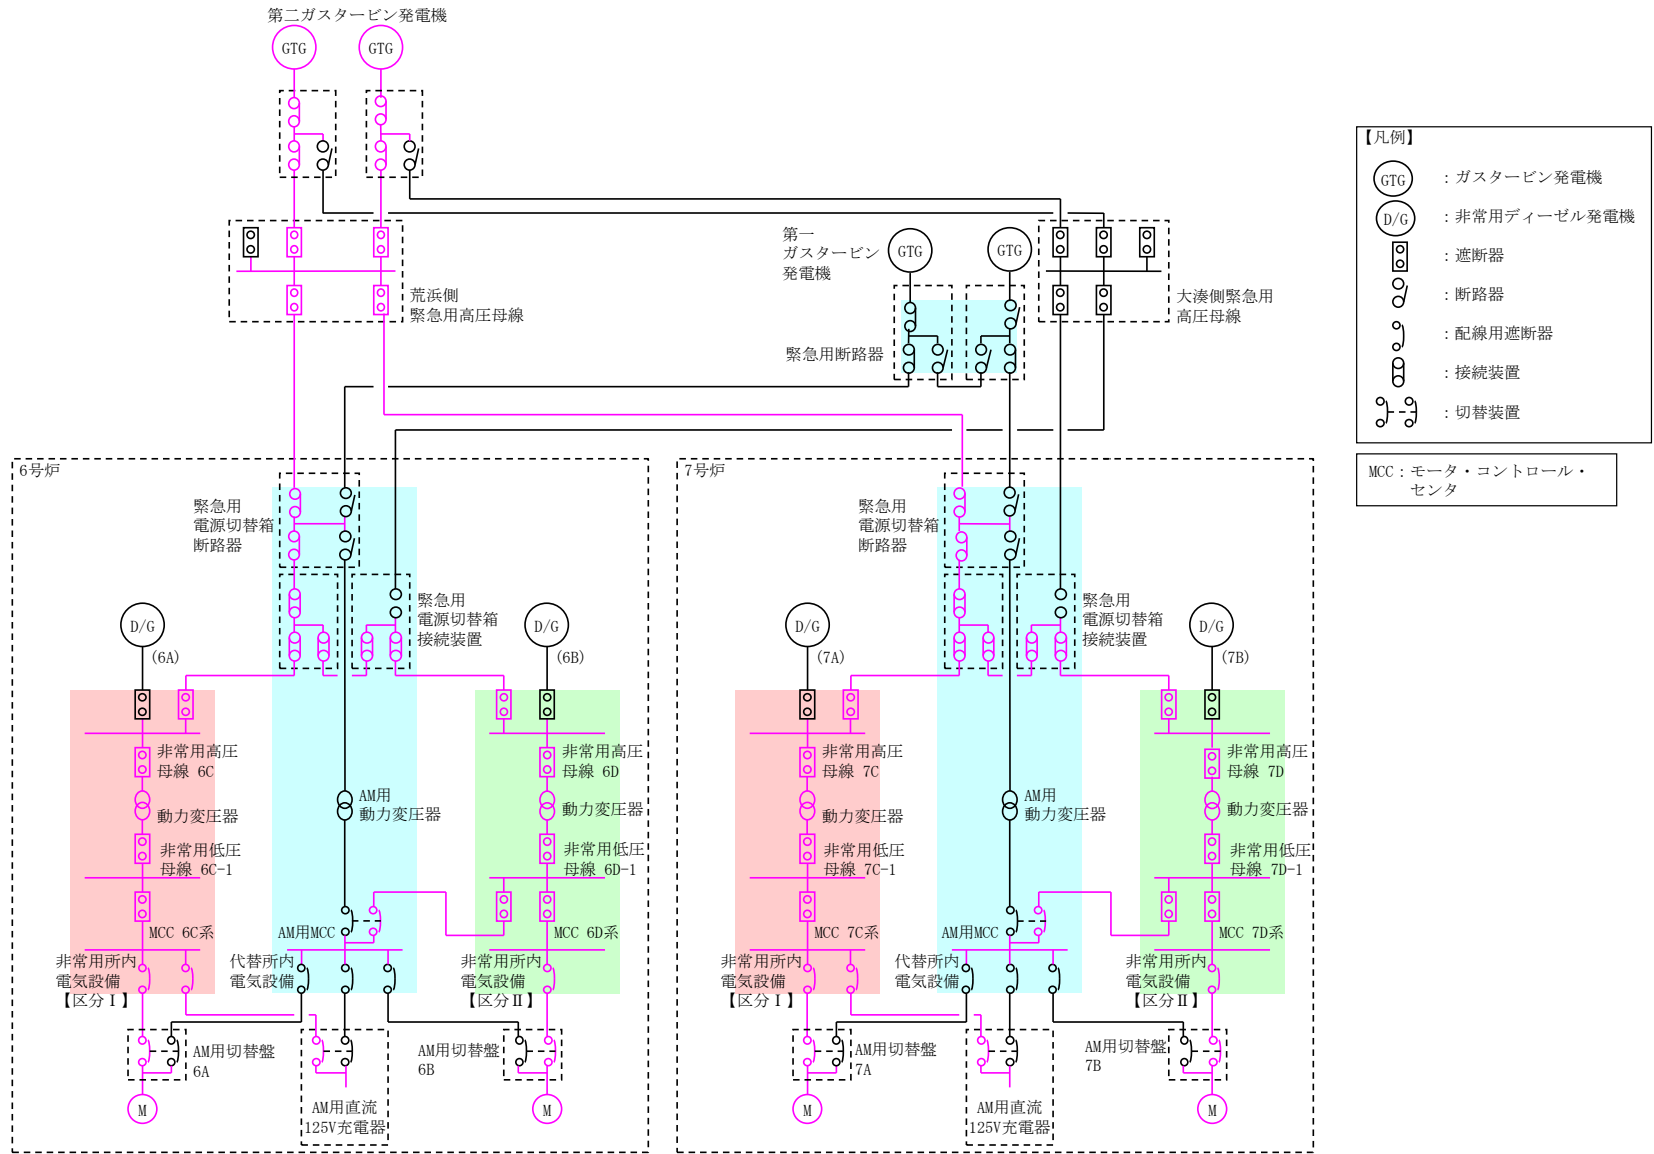 第二ガスタービン発電機
GTG
GTG
【凡例】
GTG
：ガスタービン発電機
D/G
：非常用ディーゼル発電機
：遮断器
：断路器
：配線用遮断器
：接続装置
：切替装置
MCC：モータ・コントロール・
センタ
第一
ガスタービン
発電機
GTG
GTG
荒浜側
緊急用高圧母線
大湊側緊急用
高圧母線
緊急用断路器
6号炉
緊急用
電源切替箱
断路器
緊急用
電源切替箱
接続装置
D/G
(6A)
D/G
(6B)
非常用高圧
母線 6C
非常用高圧
母線 6D
動力変圧器
AM用
動力変圧器
動力変圧器
非常用低圧
母線 6C-1
非常用低圧
母線 6D-1
MCC 6C系
AM用MCC
MCC 6D系
非常用所内
電気設備
【区分Ⅰ】
代替所内
電気設備
非常用所内
電気設備
【区分Ⅱ】
AM用切替盤
6A
AM用切替盤
6B
M
AM用直流
125V充電器
M
7号炉
緊急用
電源切替箱
断路器
緊急用
電源切替箱
接続装置
D/G
(7A)
D/G
(7B)
非常用高圧
母線 7C
非常用高圧
母線 7D
動力変圧器
AM用
動力変圧器
動力変圧器
非常用低圧
母線 7C-1
非常用低圧
母線 7D-1
MCC 7C系
AM用MCC
MCC 7D系
非常用所内
電気設備
【区分Ⅰ】
代替所内
電気設備
非常用所内
電気設備
【区分Ⅱ】
AM用切替盤
7A
AM用切替盤
7B
M
AM用直流
125V充電器
M